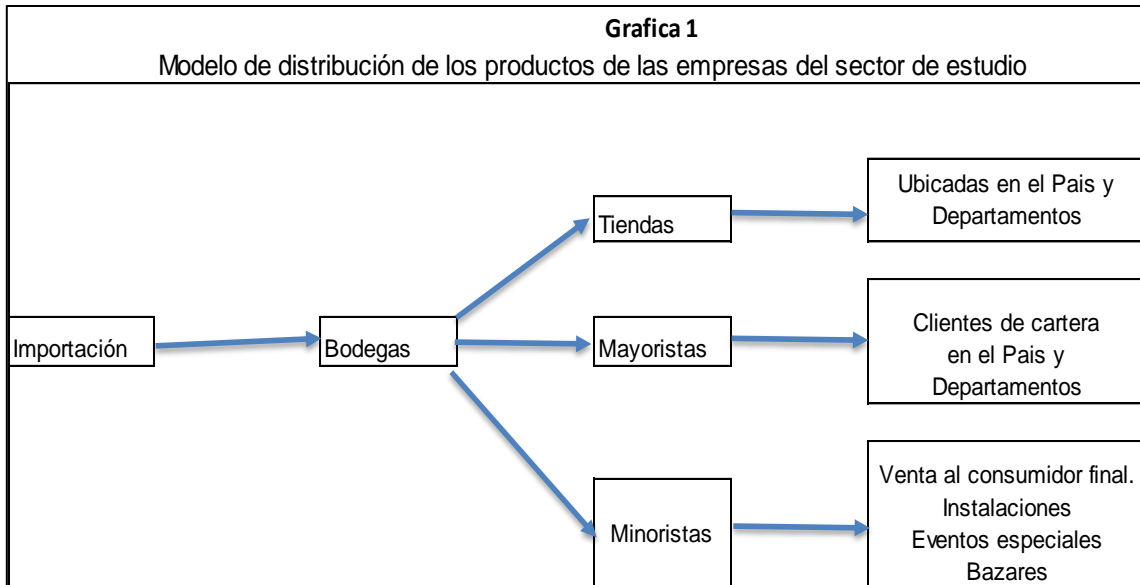 Grafica 1
Modelo de distribución de los productos de las empresas del sector de estudio
Ubicadas en el Pais y
Departamentos
Tiendas
Importación
Bodegas
Mayoristas
Clientes de cartera
en el Pais y
Departamentos
Minoristas
Venta al consumidor final.
Instalaciones
Eventos especiales
Bazares